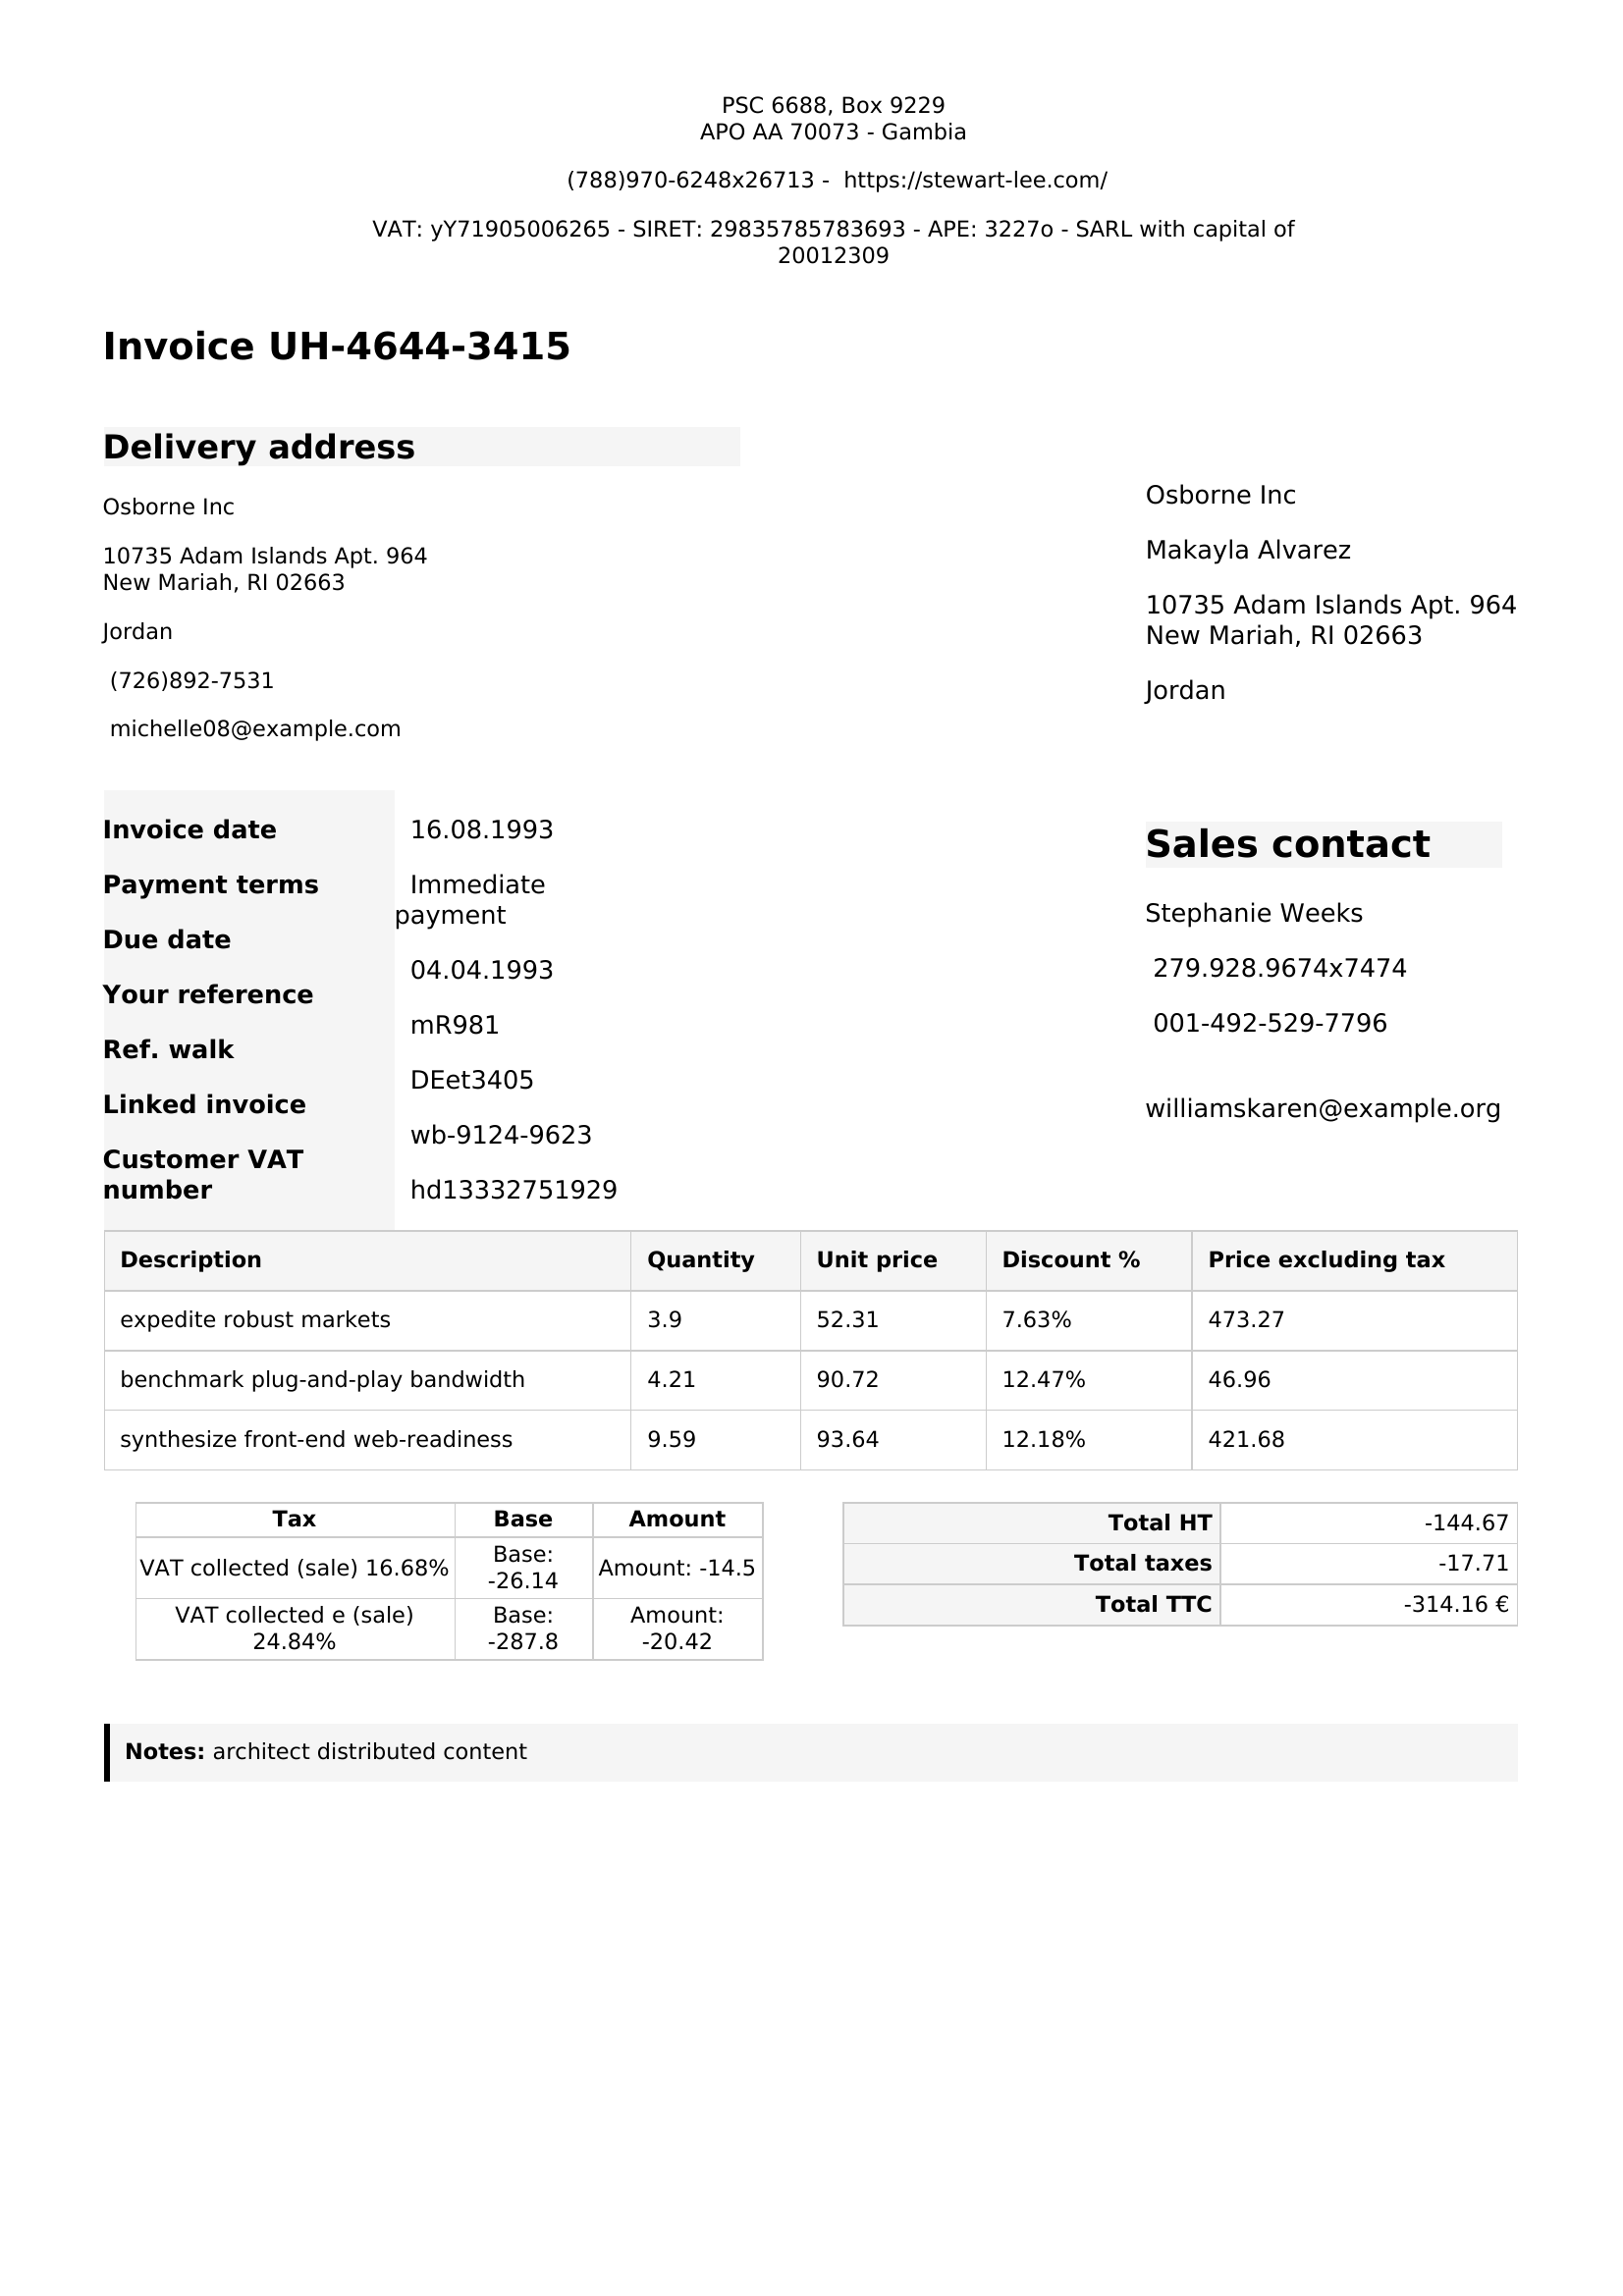 PSC 6688, Box 9229
APO AA 70073 - Gambia
(788)970-6248x26713 -  https://stewart-lee.com/
VAT: yY71905006265 - SIRET: 29835785783693 - APE: 3227o - SARL with capital of
20012309
Invoice UH-4644-3415
Delivery address
Osborne Inc
10735 Adam Islands Apt. 964
New Mariah, RI 02663
Jordan
(726)892-7531
michelle08@example.com
Osborne Inc
Makayla Alvarez
10735 Adam Islands Apt. 964
New Mariah, RI 02663
Jordan
Invoice date 16.08.1993
Payment terms Immediate
payment
Due date 04.04.1993
Your reference mR981
Ref. walk DEet3405
Linked invoice wb-9124-9623
Customer VAT
number hd13332751929
Sales contact
Stephanie Weeks
279.928.9674x7474
001-492-529-7796
williamskaren@example.org
Description Quantity Unit price Discount % Price excluding tax
expedite robust markets 3.9 52.31 7.63% 473.27
benchmark plug-and-play bandwidth 4.21 90.72 12.47% 46.96
synthesize front-end web-readiness 9.59 93.64 12.18% 421.68
Tax Base Amount
VAT collected (sale) 16.68% Base:
-26.14 Amount: -14.5
VAT collected e (sale)
24.84% Base:
-287.8 Amount:
-20.42
Total HT -144.67
Total taxes -17.71
Total TTC -314.16 €
Notes: architect distributed content